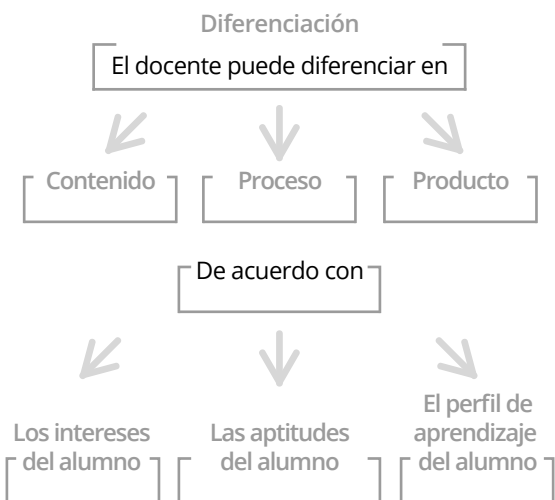 Diferenciación
El docente puede diferenciar en
Contenido
Proceso
Producto
De acuerdo con
Los intereses
del alumno
Las aptitudes
del alumno
El perfil de
aprendizaje
del alumno